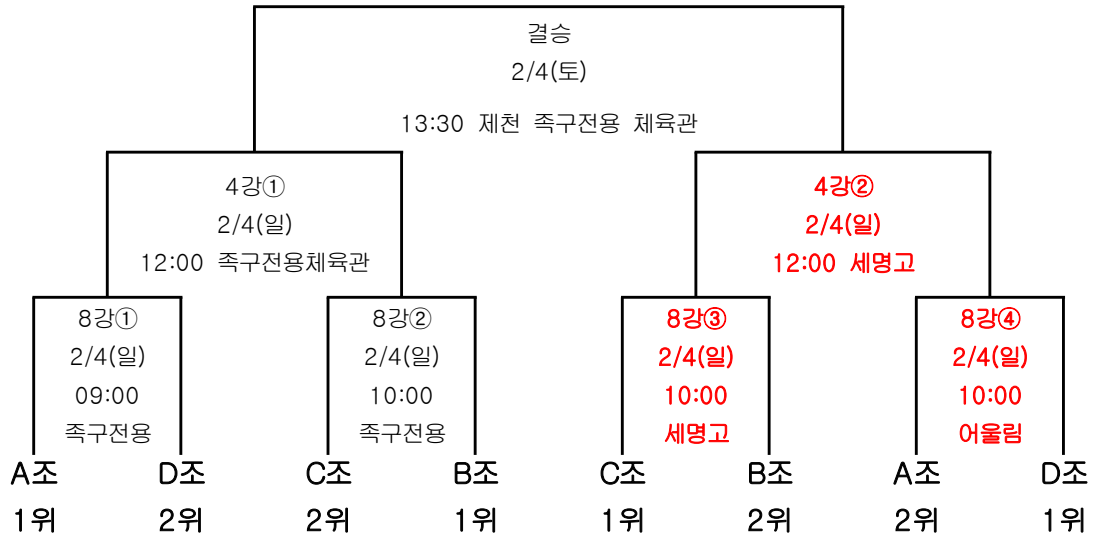 결승
2/4(토)
13:30 제천 족구전용 체육관
4강①
2/4(일)
12:00 족구전용체육관
4강②
2/4(일)
12:00 세명고
8강①
2/4(일)
09:00
족구전용
8강②
2/4(일)
10:00
족구전용
8강③
2/4(일)
10:00
세명고
8강④
2/4(일)
10:00
어울림
A조 D조 C조 B조 C조 B조 A조 D조
1위 2위 2위 1위 1위 2위 2위 1위